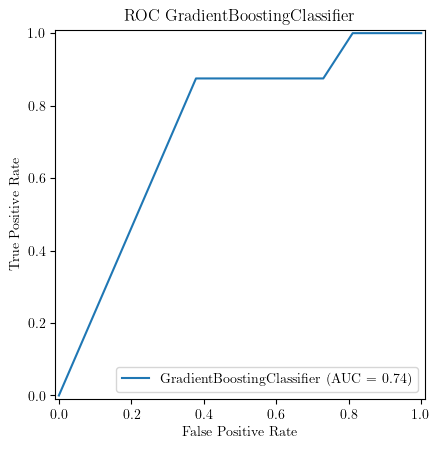 ROC GradientBoostingClassifier
1.0
0.8
0.6
0.4
0.2
0.0
True Positive Rate
GradientBoostingClassifier (AUC = 0.74)
0.0 0.2 0.4 0.6 0.8 1.0
False Positive Rate